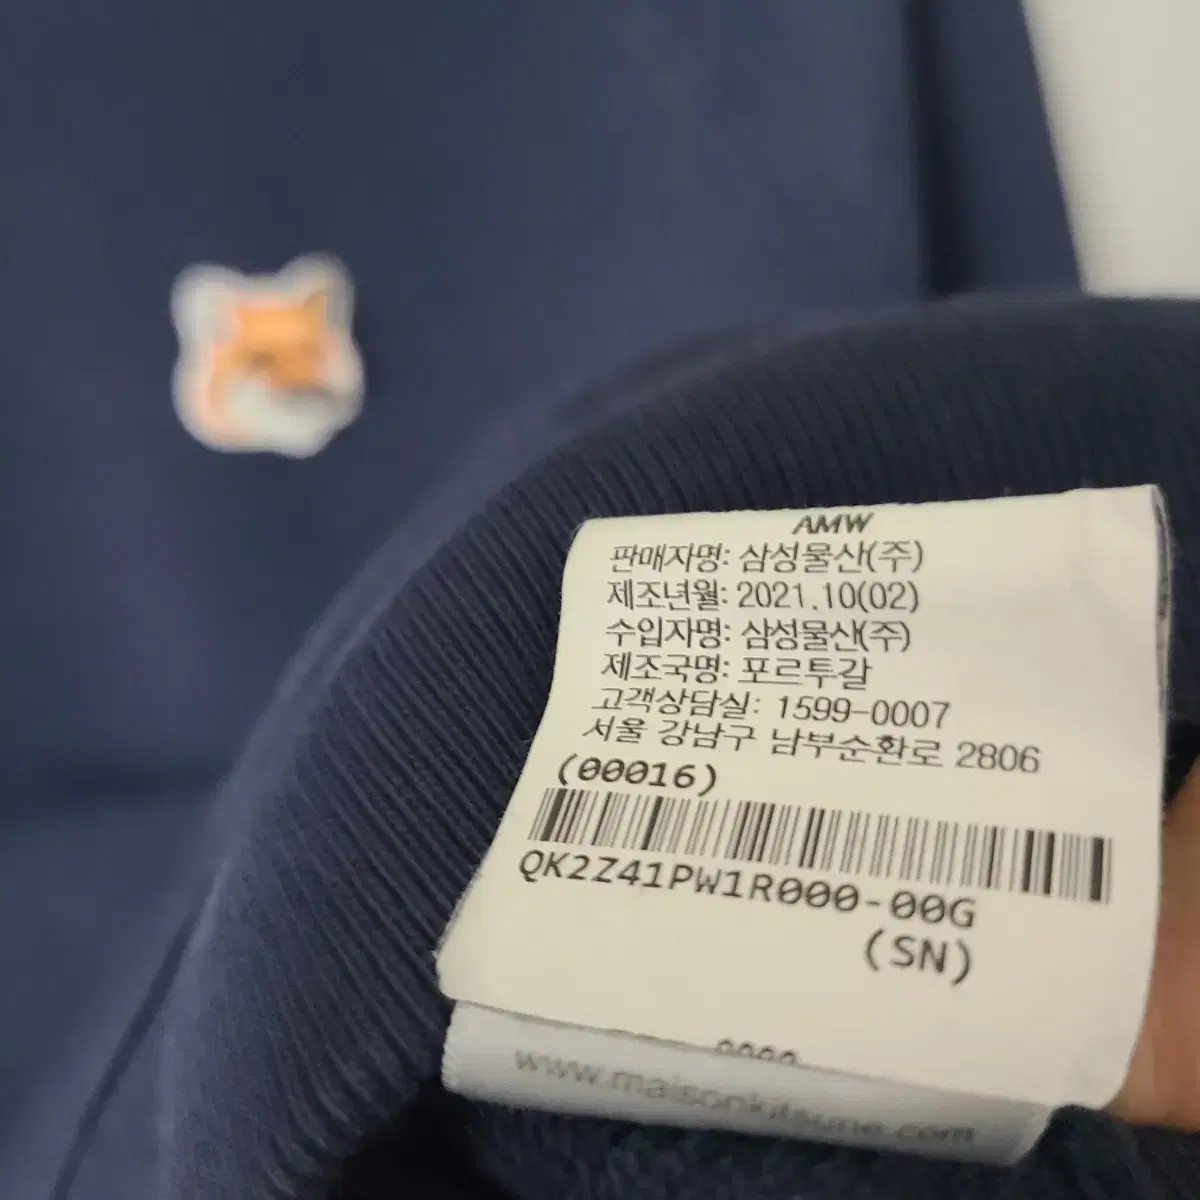 AMW
판매자명: 삼성물산(주)
제조년월: 2021.10(02)
수입자명: 삼성물산(주)
제조국명: 포르투갈
고객상담실: 1599-0007
서울 강남구 남부순환로 2806
(00016)
QK2Z41PW1R000-00G
(SN)
www.maisonkitsune.com